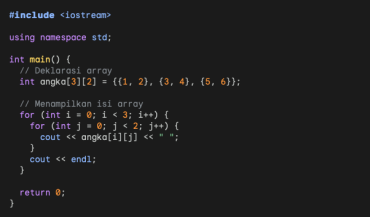 #include <iostream>
using namespace std;
int main() {
// Deklarasi array
int angka[3][2] = {{1, 2}, {3, 4}, {5, 6}};
// Menampilkan isi array
for (int i = 0; i < 3; i++) {
for (int j = 0; j < 2; j++) {
cout << angka[i][j] << " ";
}
cout << endl;
}
return 0;
}